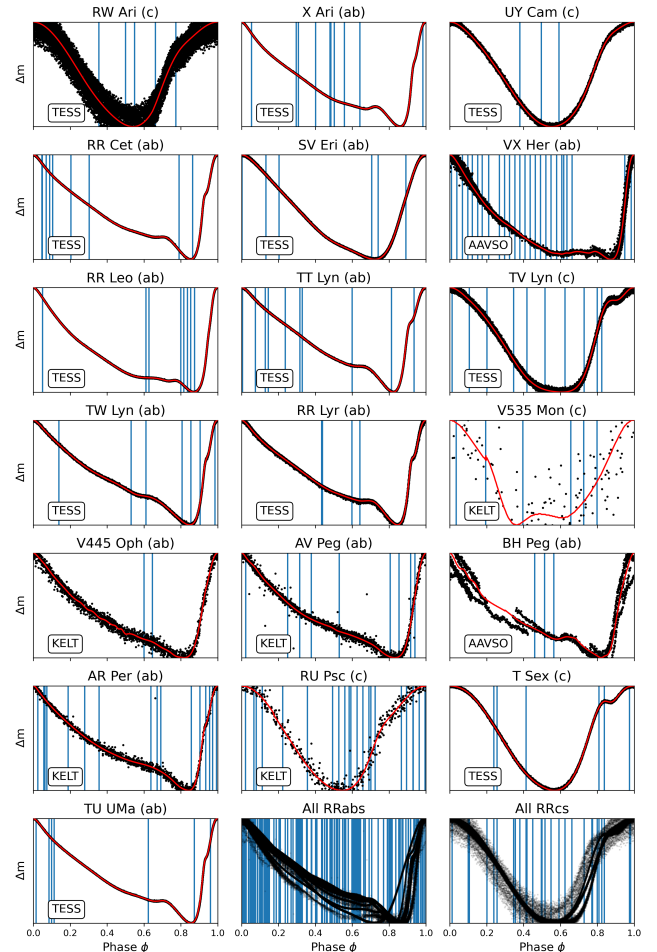 RW Ari (c) X Ari (ab) UY Cam (c)
Δm TESS TESS TESS
RR Cet (ab) SV Eri (ab) VX Her (ab)
Δm TESS TESS AAVSO
RR Leo (ab) TT Lyn (ab) TV Lyn (c)
Δm TESS TESS TESS
TW Lyn (ab) RR Lyr (ab) V535 Mon (c)
Δm TESS TESS KELT
V445 Oph (ab) AV Peg (ab) BH Peg (ab)
Δm KELT KELT AAVSO
AR Per (ab) RU Psc (c) T Sex (c)
Δm KELT KELT TESS
TU UMa (ab) All RRabs All RRcs
Δm TESS
0.0 0.2 0.4 0.6 0.8 1.0 0.0 0.2 0.4 0.6 0.8 1.0 0.0 0.2 0.4 0.6 0.8 1.0
Phase ϕ Phase ϕ Phase ϕ